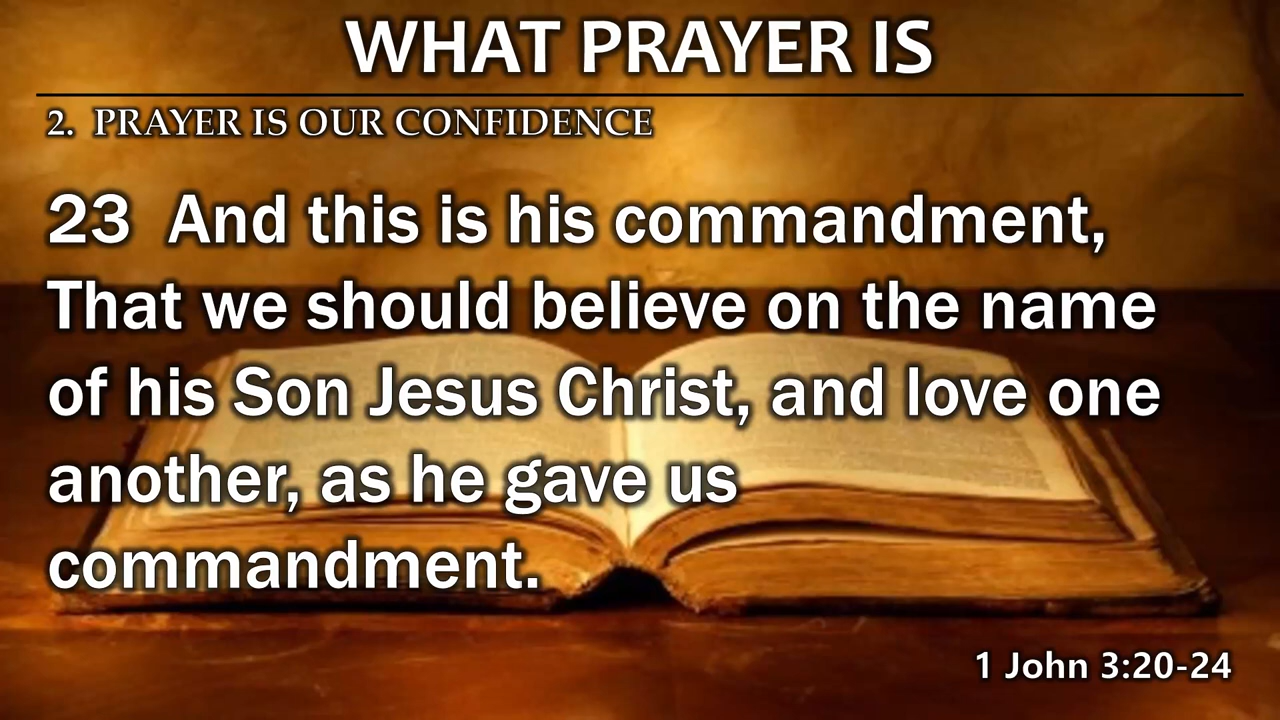 WHAT PRAYER IS
2. PRAYER IS OUR CONFIDENCE
23 And this is his commandment,
That we should believe on the name
of his Son Jesus Christ, and love one
another, as he gave us
commandment.
1 John 3:20-24